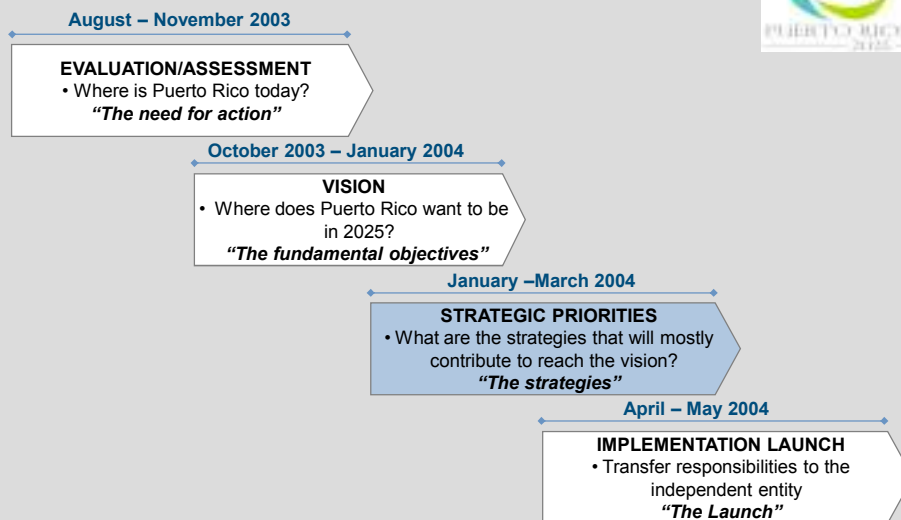 August – November 2003
PUERTO RICO
2025
EVALUATION/ASSESSMENT
• Where is Puerto Rico today?
“The need for action”
October 2003 – January 2004
VISION
• Where does Puerto Rico want to be
in 2025?
“The fundamental objectives”
January –March 2004
STRATEGIC PRIORITIES
• What are the strategies that will mostly
contribute to reach the vision?
“The strategies”
April – May 2004
IMPLEMENTATION LAUNCH
• Transfer responsibilities to the
independent entity
“The Launch”